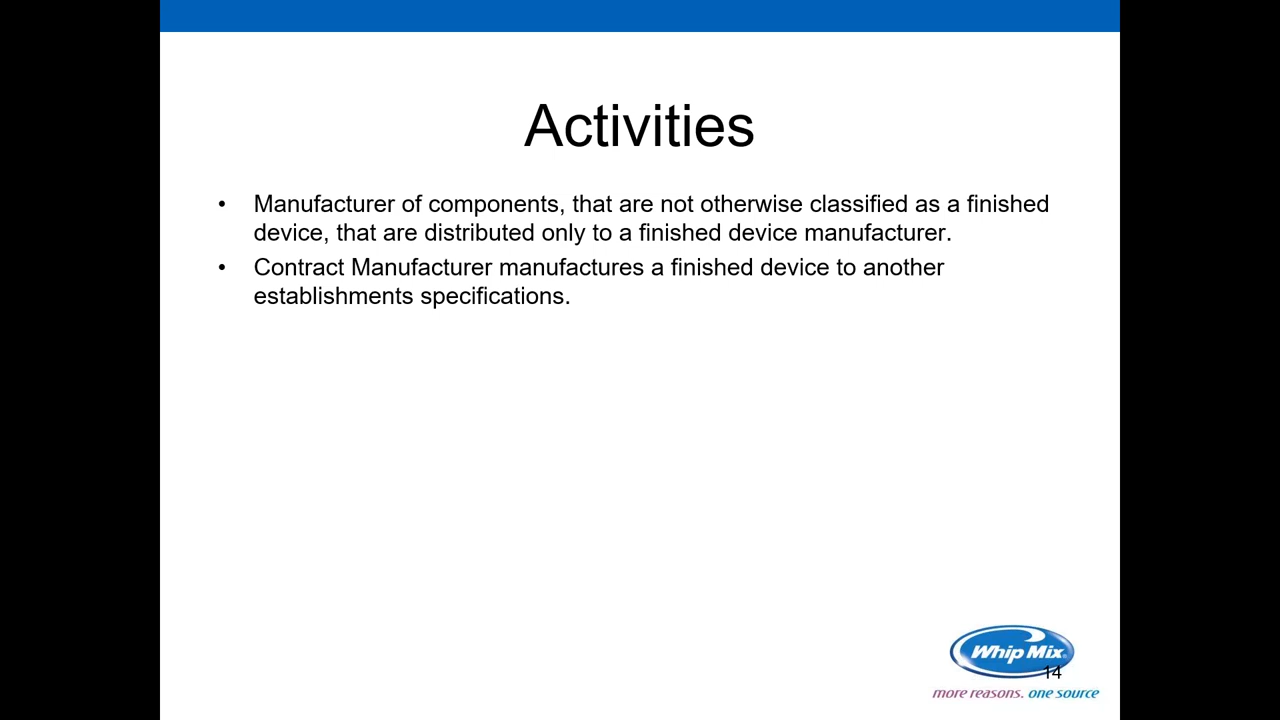 Activities
• Manufacturer of components, that are not otherwise classified as a finished
device, that are distributed only to a finished device manufacturer.
• Contract Manufacturer manufactures a finished device to another
establishments specifications.
Whip Mix®
14
more reasons. one source